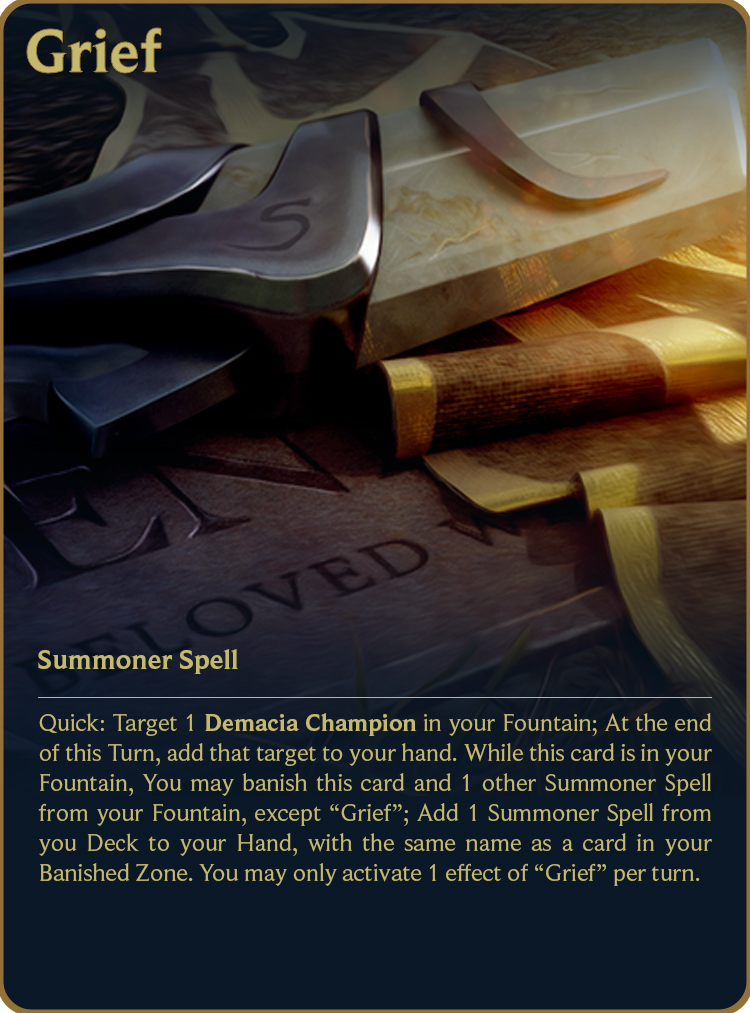 Grief
S
EN
BELOVED W
Summoner Spell
Quick: Target 1 Demacia Champion in your Fountain; At the end
of this Turn, add that target to your hand. While this card is in your
Fountain, You may banish this card and 1 other Summoner Spell
from your Fountain, except “Grief”; Add 1 Summoner Spell from
you Deck to your Hand, with the same name as a card in your
Banished Zone. You may only activate 1 effect of “Grief” per turn.